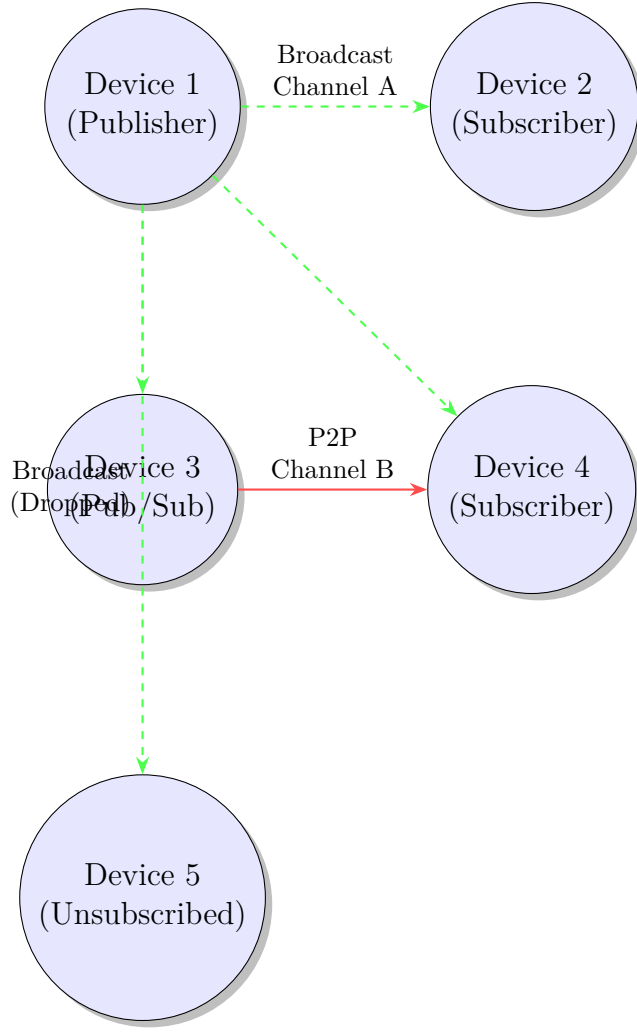 Device 1
(Publisher)
Broadcast
Channel A
Device 2
(Subscriber)
Broadcast
(Dropped)
Device 3
(Pub/Sub)
P2P
Channel B
Device 4
(Subscriber)
Device 5
(Unsubscribed)